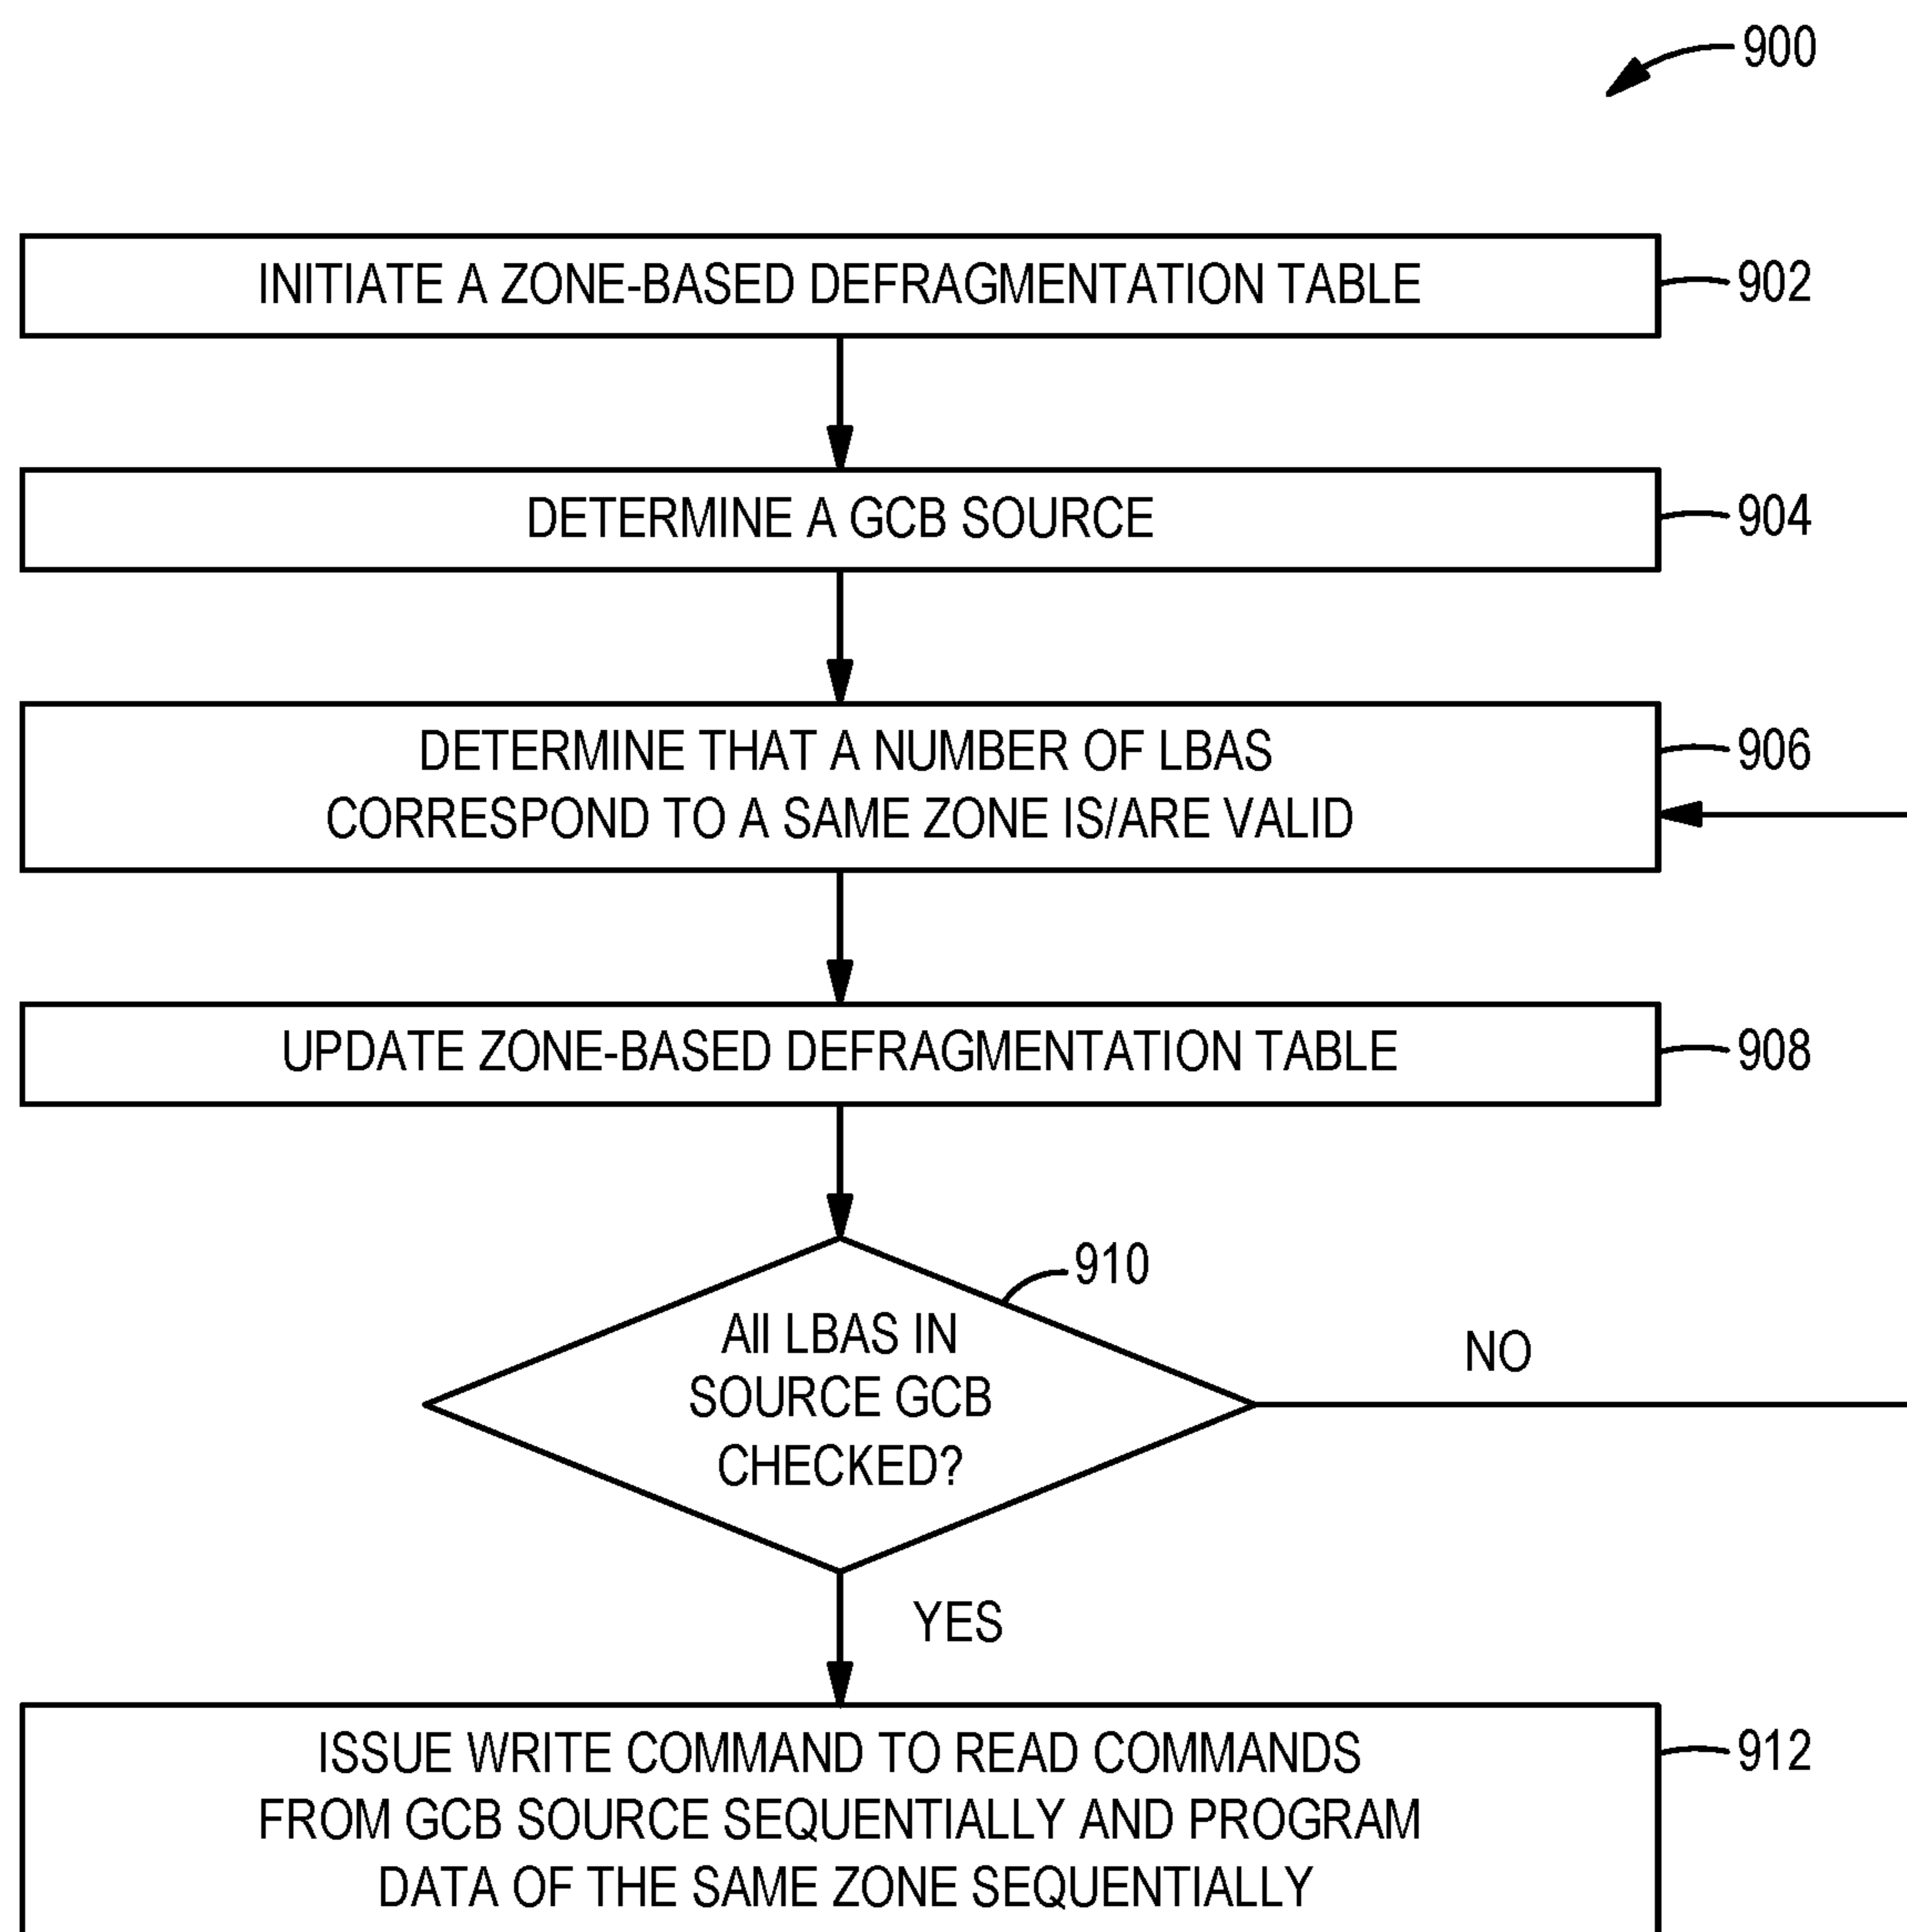 900
INITIATE A ZONE-BASED DEFRAGMENTATION TABLE
902
DETERMINE A GCB SOURCE
904
DETERMINE THAT A NUMBER OF LBAS
CORRESPOND TO A SAME ZONE IS/ARE VALID
906
UPDATE ZONE-BASED DEFRAGMENTATION TABLE
908
910
All LBAS IN
SOURCE GCB
CHECKED?
NO
YES
ISSUE WRITE COMMAND TO READ COMMANDS
FROM GCB SOURCE SEQUENTIALLY AND PROGRAM
DATA OF THE SAME ZONE SEQUENTIALLY
912